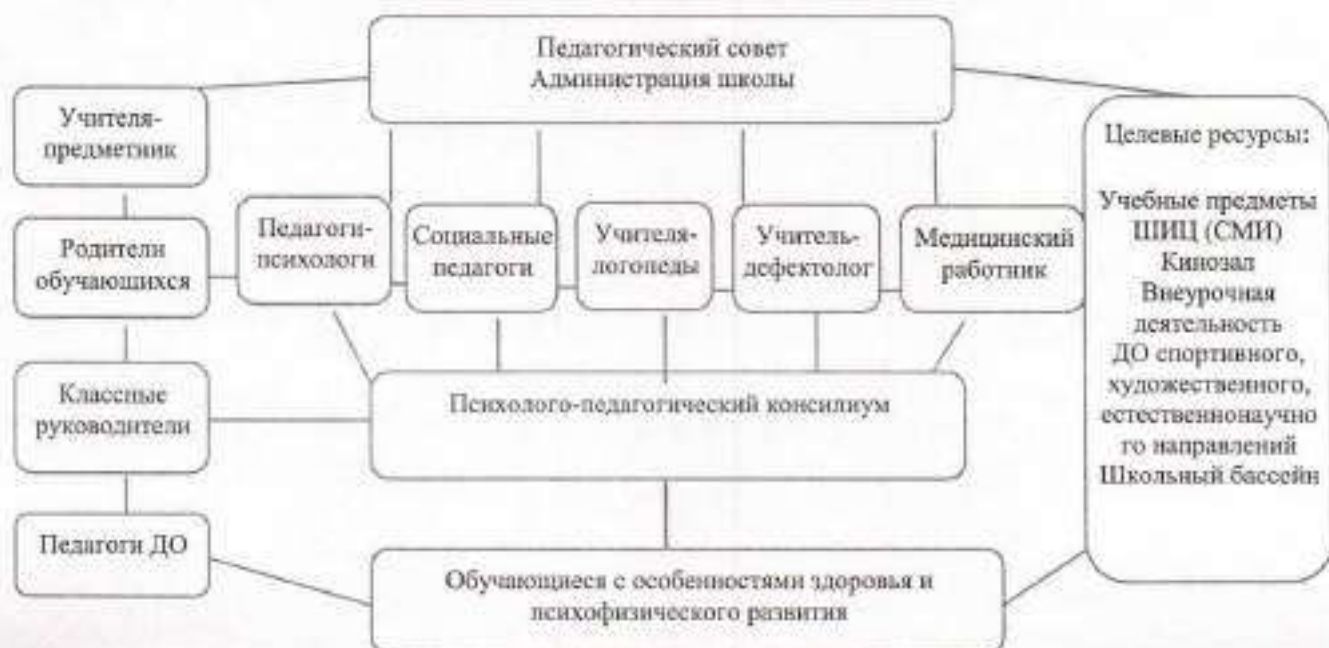 Педагогический совет
Администрация школы
Учителя-
предметник
Родители
обучающихся
Классные
руководители
Педагоги ДО
Педагоги-
психологи
Социальные
педагоги
Учителя-
логопеды
Учитель-
дефектолог
Медицинский
работник
Психолого-педагогический консилиум
Обучающиеся с особенностями здоровья и
психофизического развития
Целевые ресурсы:
Учебные предметы
ШИЦ (СМИ)
Кинозал
Внеурочная
деятельность
ДО спортивного,
художественного,
естественнонаучно
го направлений
Школьный бассейн